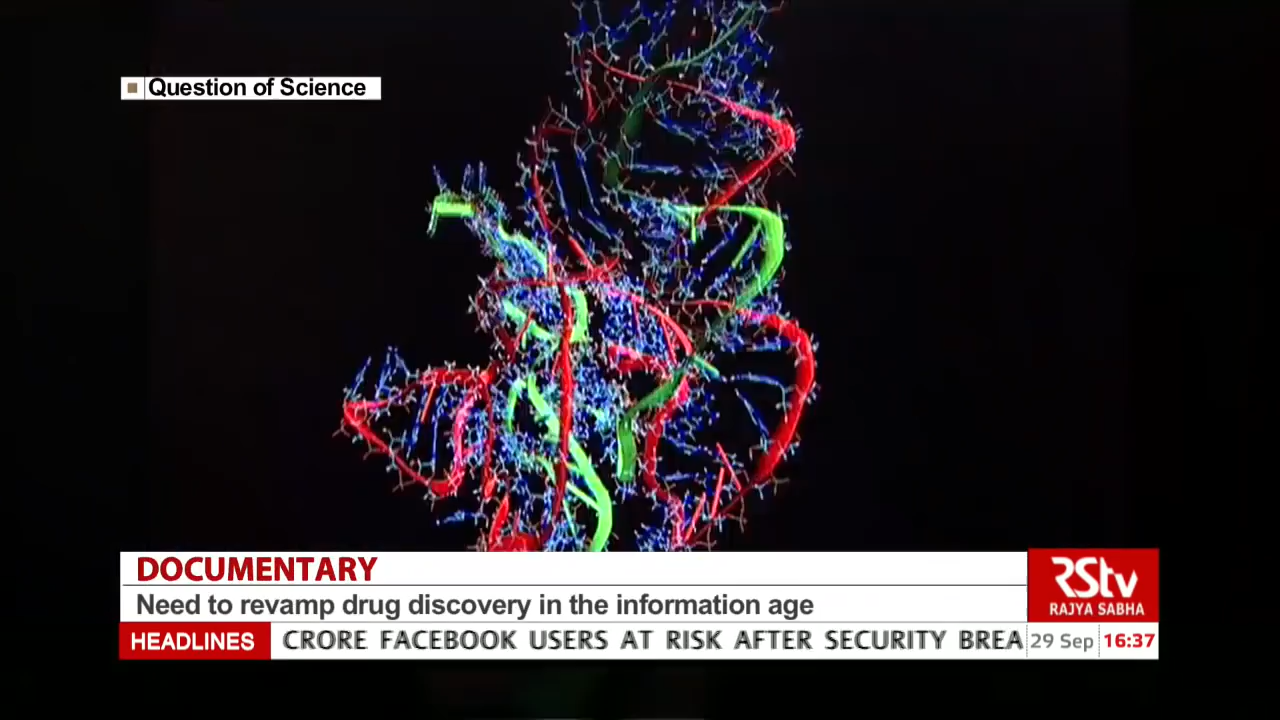 Question of Science
DOCUMENTARY
Need to revamp drug discovery in the information age
RSTV
RAJYA SABHA
HEADLINES
CRORE FACEBOOK USERS AT RISK AFTER SECURITY BREA
29 Sep
16:37